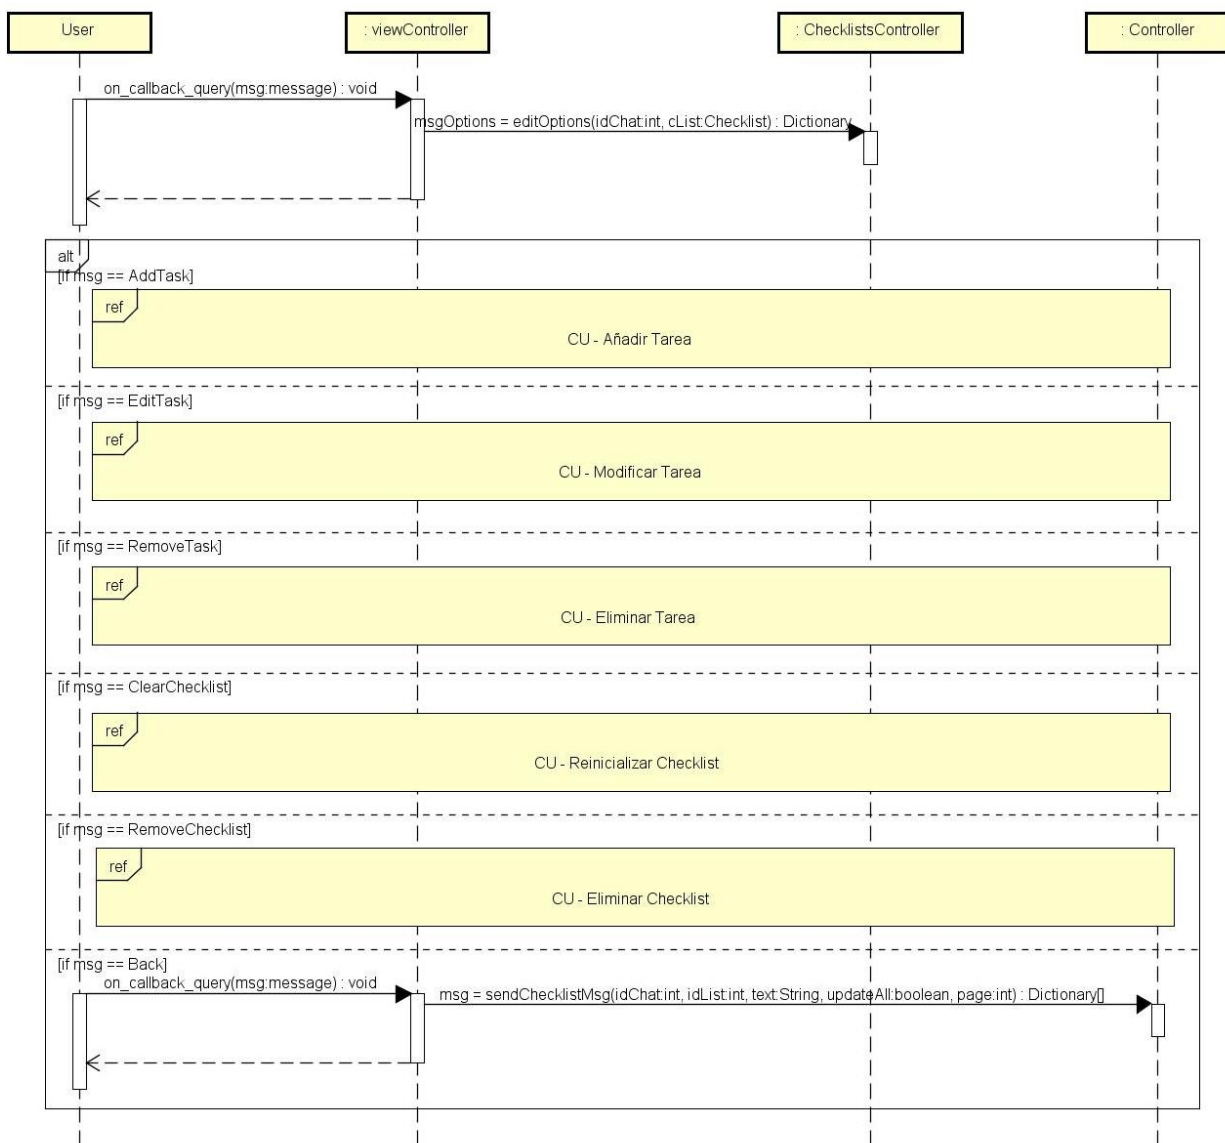 User
: viewController
: ChecklistsController
: Controller
on_callback_query(msg:message) : void
msgOptions = editOptions(idChat:int, cList:Checklist) : Dictionary
alt
[if msg == AddTask]
ref
CU - Añadir Tarea
[if msg == EditTask]
ref
CU - Modificar Tarea
[if msg == RemoveTask]
ref
CU - Eliminar Tarea
[if msg == ClearChecklist]
ref
CU - Reinicializar Checklist
[if msg == RemoveChecklist]
ref
CU - Eliminar Checklist
[if msg == Back]
on_callback_query(msg:message) : void
msg = sendChecklistMsg(idChat:int, idList:int, text:String, updateAll:boolean, page:int) : Dictionary[]